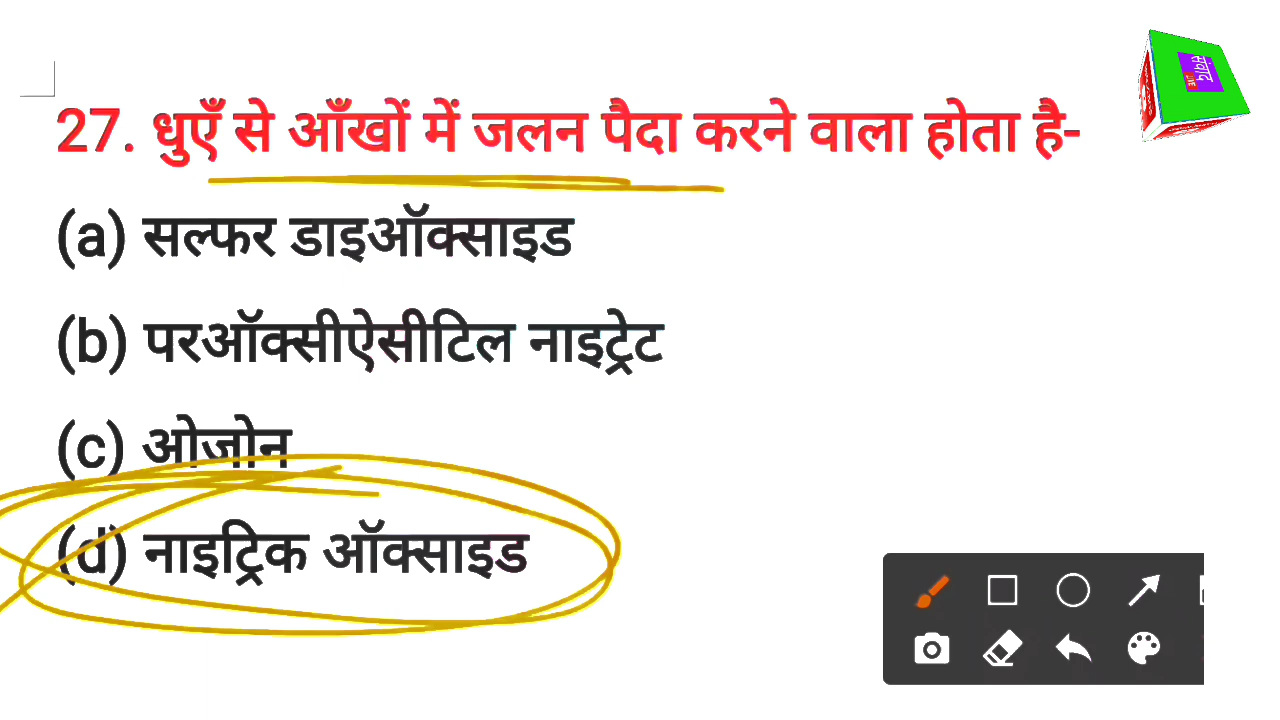 27. धुएँ से आँखों में जलन पैदा करने वाला होता है-
(a) सल्फर डाइऑक्साइड
(b) परऑक्सीऐसीटिल नाइट्रेट
(c) ओजोन
(d) नाइट्रिक ऑक्साइड